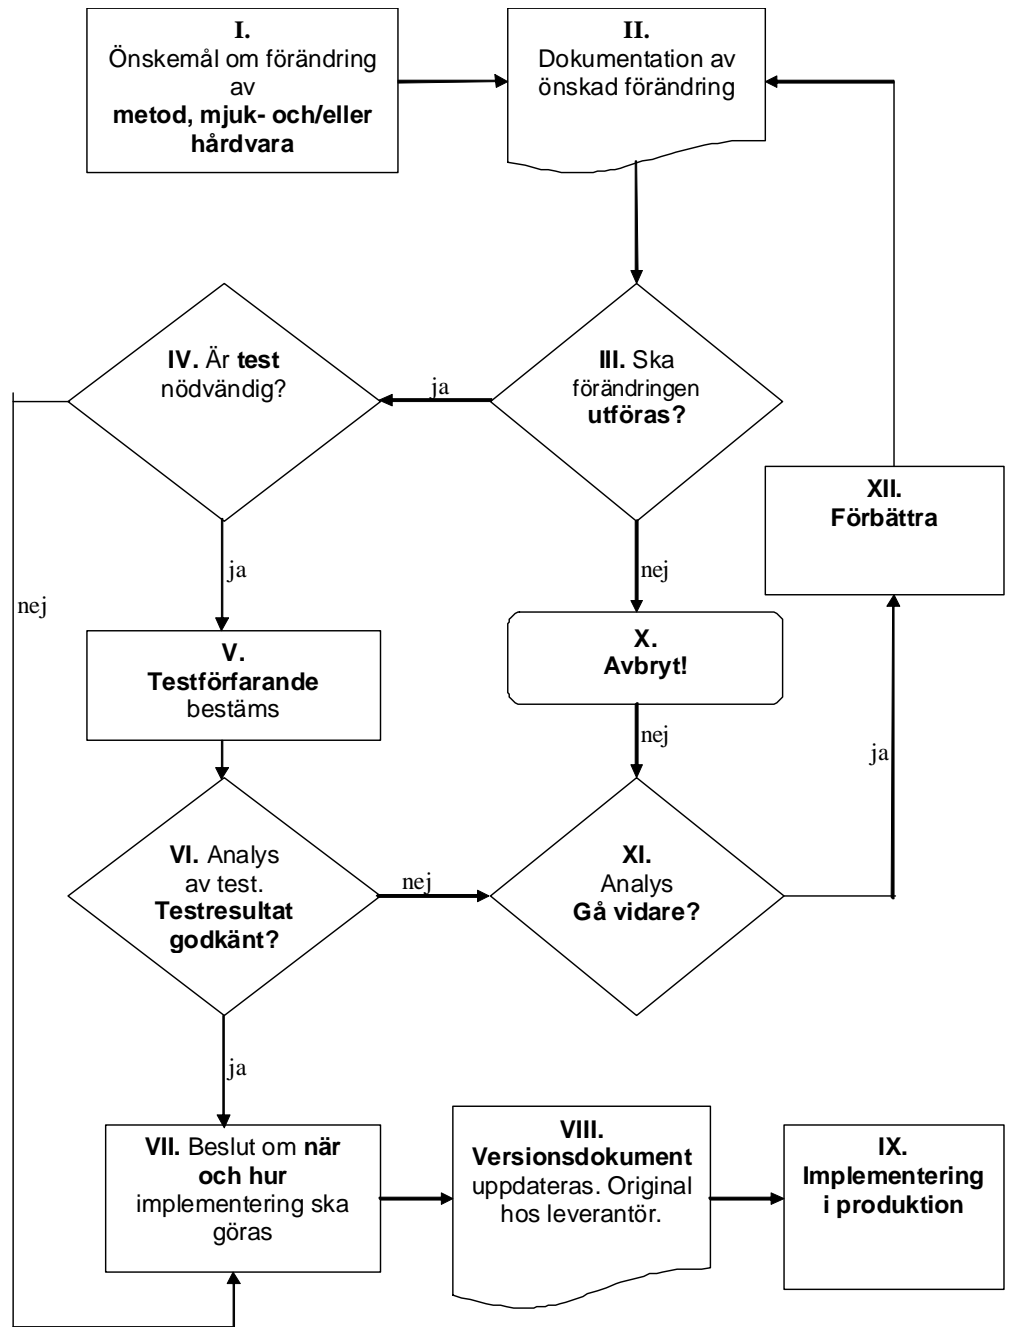 I.
Önskemål om förändring
av
metod, mjuk- och/eller
hårdvara
II.
Dokumentation av
önskad förändring
III. Ska
förändringen
utföras?
ja
IV. Är test
nödvändig?
nej
ja
V.
Testförfarande
bestäms
nej
X.
Avbryt!
nej
XII.
Förbättra
ja
VI. Analys
av test.
Testresultat
godkänt?
nej
XI.
Analys
Gå vidare?
ja
VII. Beslut om när
och hur
implementering ska
göras
VIII.
Versionsdokument
uppdateras. Original
hos leverantör.
IX.
Implementering
i produktion